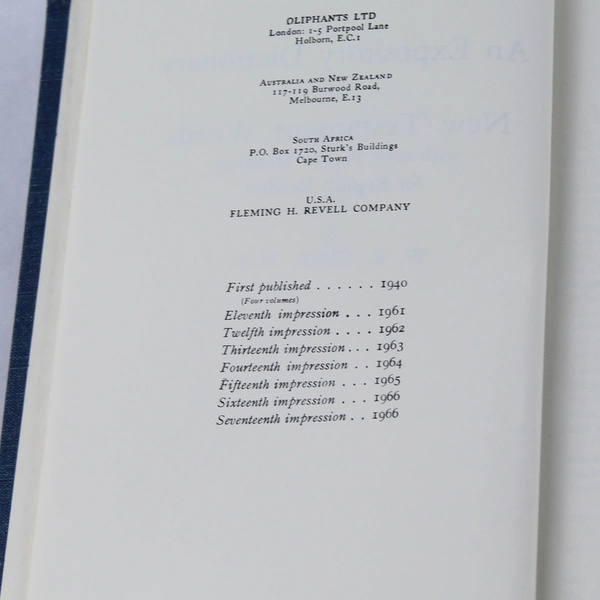 OLIPHANTS LTD
London: 1-5 Portpool Lane
Holborn, E.C.1
Australia and New Zealand
117-119 Burwood Road,
Melbourne, E.13
South Africa
P.O. Box 1720, Sturk's Buildings
Cape Town
U.S.A.
FLEMING H. REVELL COMPANY
First published . . . . . . 1940
(Four volumes)
Eleventh impression . . . 1961
Twelfth impression . . . . 1962
Thirteenth impression . . . 1963
Fourteenth impression . . 1964
Fifteenth impression . . . 1965
Sixteenth impression . . . 1966
Seventeenth impression . . 1966